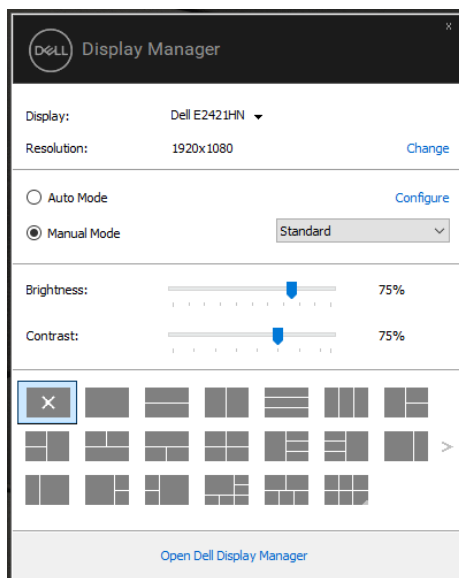 x
DELL Display Manager
Display: Dell E2421HN
Resolution: 1920x1080 Change
Auto Mode Configure
Manual Mode Standard
Brightness: 75%
Contrast: 75%
Open Dell Display Manager